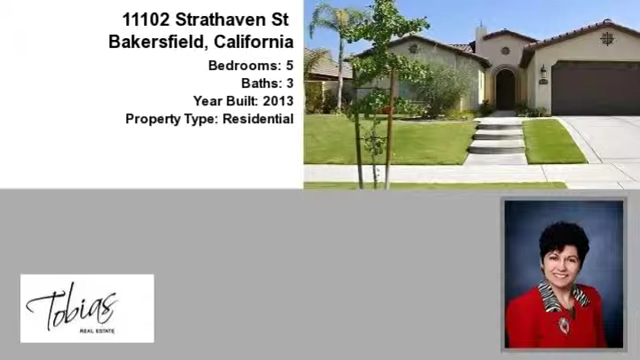 11102 Strathaven St
Bakersfield, California
Bedrooms: 5
Baths: 3
Year Built: 2013
Property Type: Residential
Tobias
REAL ESTATE